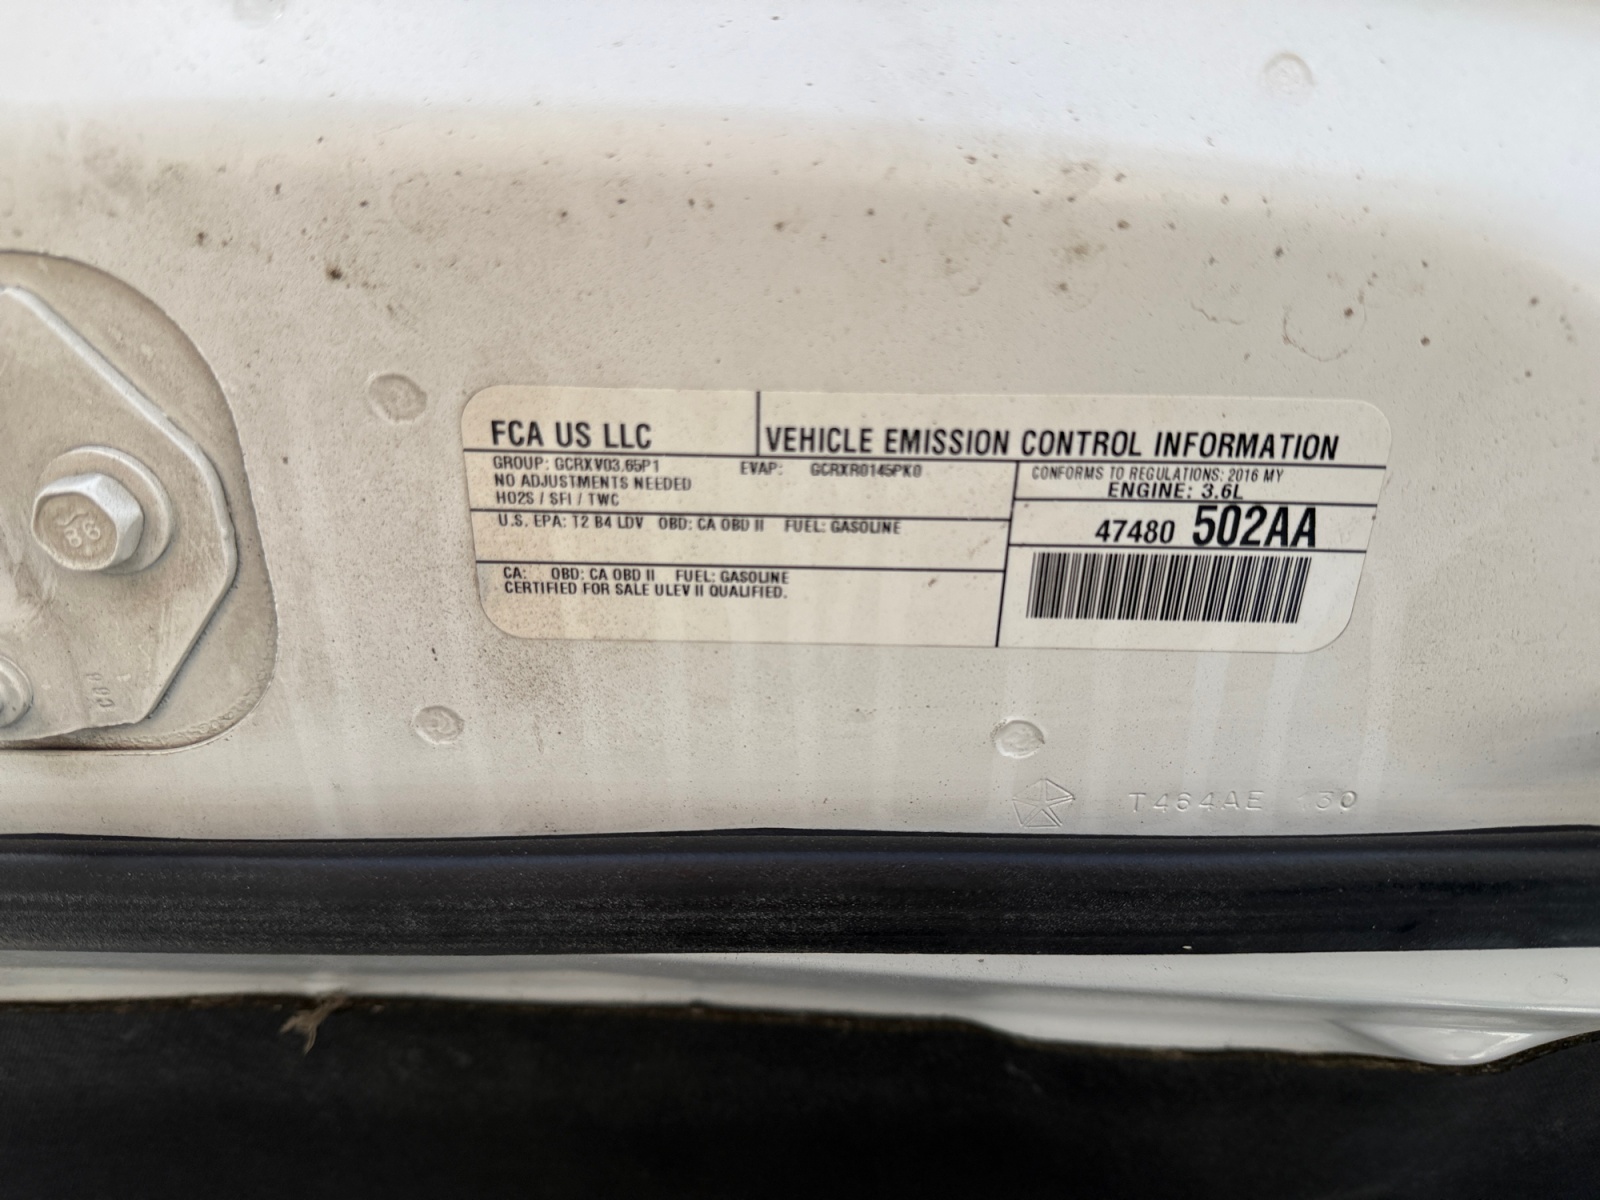 FCA US LLC
VEHICLE EMISSION CONTROL INFORMATION
GROUP: GCRXV03.65P1 EVAP: GCRXR0145PK0
NO ADJUSTMENTS NEEDED
HO2S / SFI / TWC
CONFORMS TO REGULATIONS: 2016 MY
ENGINE: 3.6L
U.S. EPA: T2 B4 LDV OBD: CA OBD II FUEL: GASOLINE
47480 502AA
CA: OBD: CA OBD II FUEL: GASOLINE
CERTIFIED FOR SALE ULEV II QUALIFIED.
B6
T464AE 30